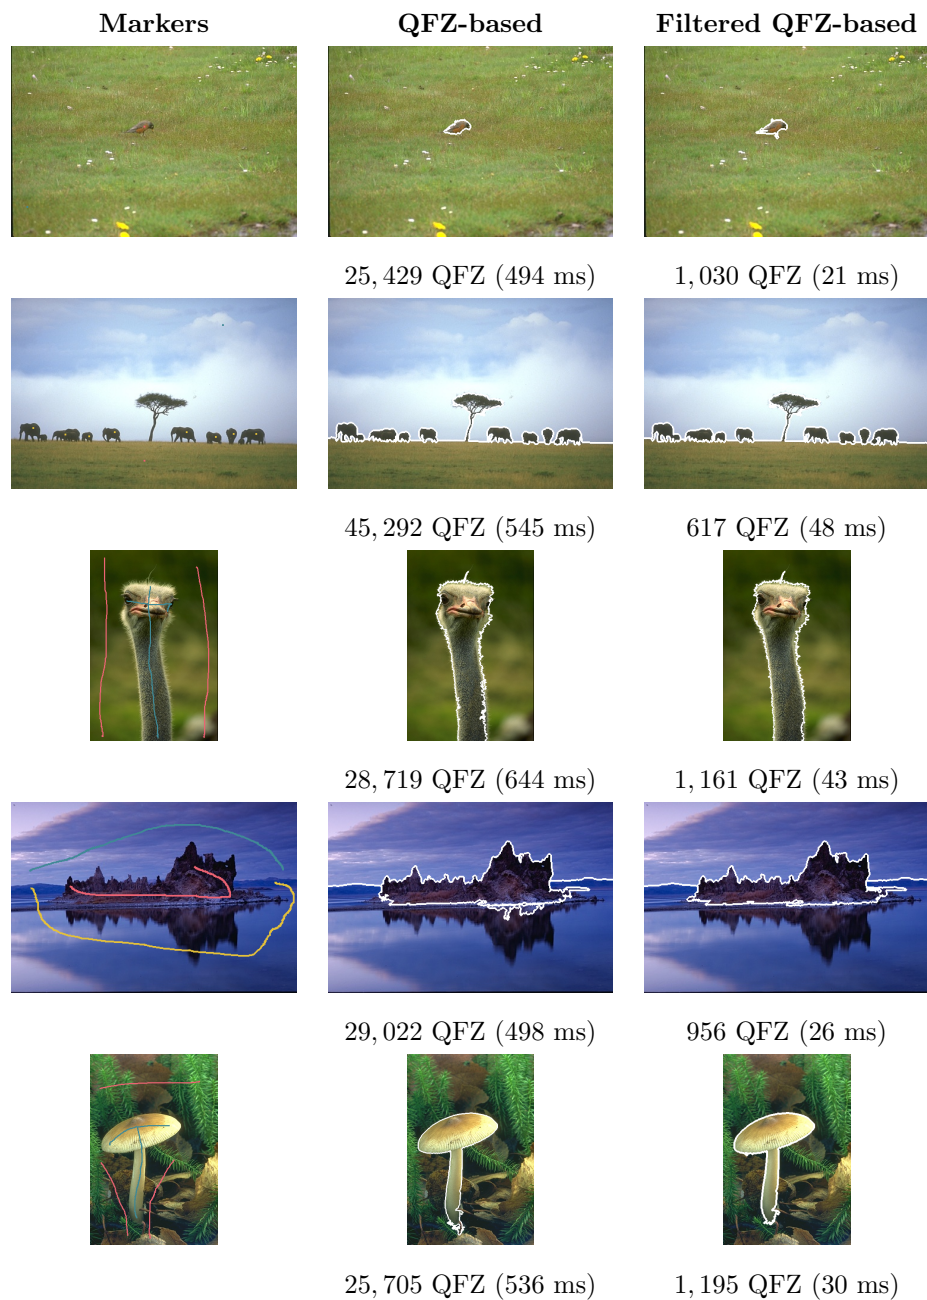 Markers QFZ-based Filtered QFZ-based
25, 429 QFZ (494 ms) 1, 030 QFZ (21 ms)
45, 292 QFZ (545 ms) 617 QFZ (48 ms)
28, 719 QFZ (644 ms) 1, 161 QFZ (43 ms)
29, 022 QFZ (498 ms) 956 QFZ (26 ms)
25, 705 QFZ (536 ms) 1, 195 QFZ (30 ms)